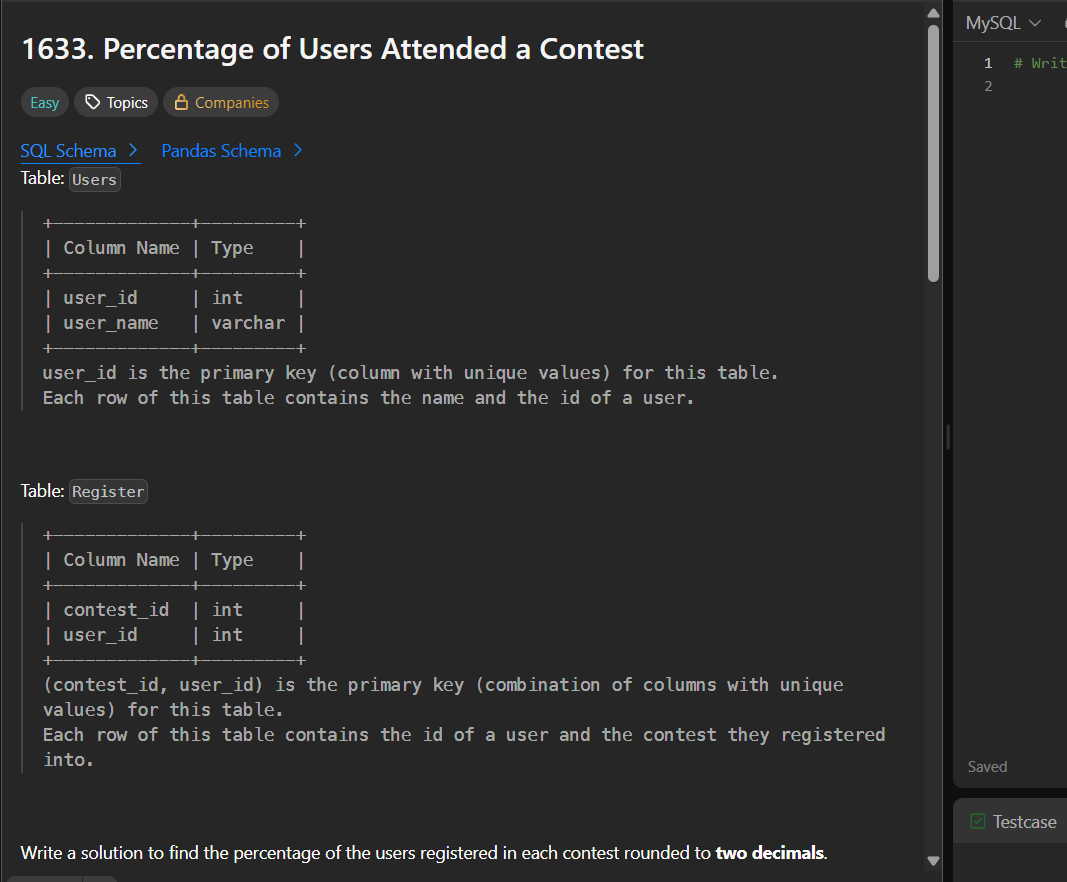 1633. Percentage of Users Attended a Contest
Easy Topics Companies
SQL Schema Pandas Schema
Table: Users
+-------------+---------+
| Column Name | Type    |
+-------------+---------+
| user_id     | int     |
| user_name   | varchar |
+-------------+---------+
user_id is the primary key (column with unique values) for this table.
Each row of this table contains the name and the id of a user.
Table: Register
+-------------+---------+
| Column Name | Type    |
+-------------+---------+
| contest_id  | int     |
| user_id     | int     |
+-------------+---------+
(contest_id, user_id) is the primary key (combination of columns with unique
values) for this table.
Each row of this table contains the id of a user and the contest they registered
into.
Write a solution to find the percentage of the users registered in each contest rounded to two decimals.
MySQL
1 # Writ
2
Saved
Testcase